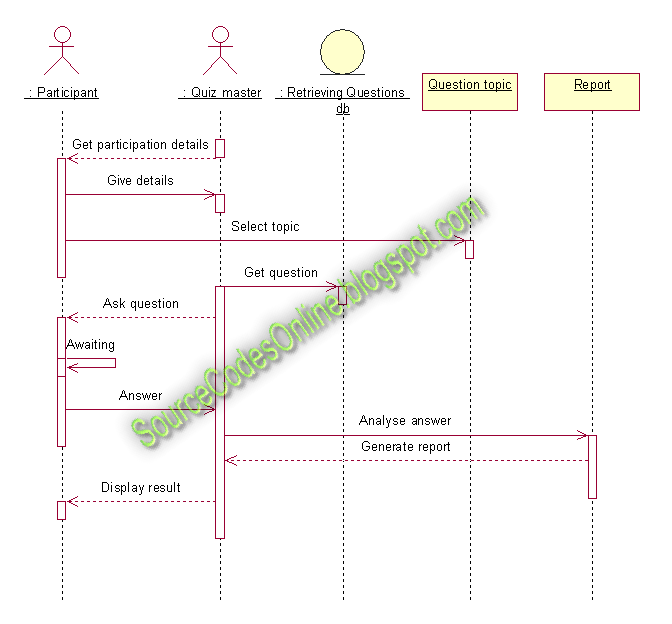 : Participant
: Quiz master
: Retrieving Questions
db
Question topic
Report
Get participation details
Give details
Select topic
Get question
Ask question
Awaiting
Answer
Analyse answer
Generate report
Display result
SourceCodesOnline.blogspot.com